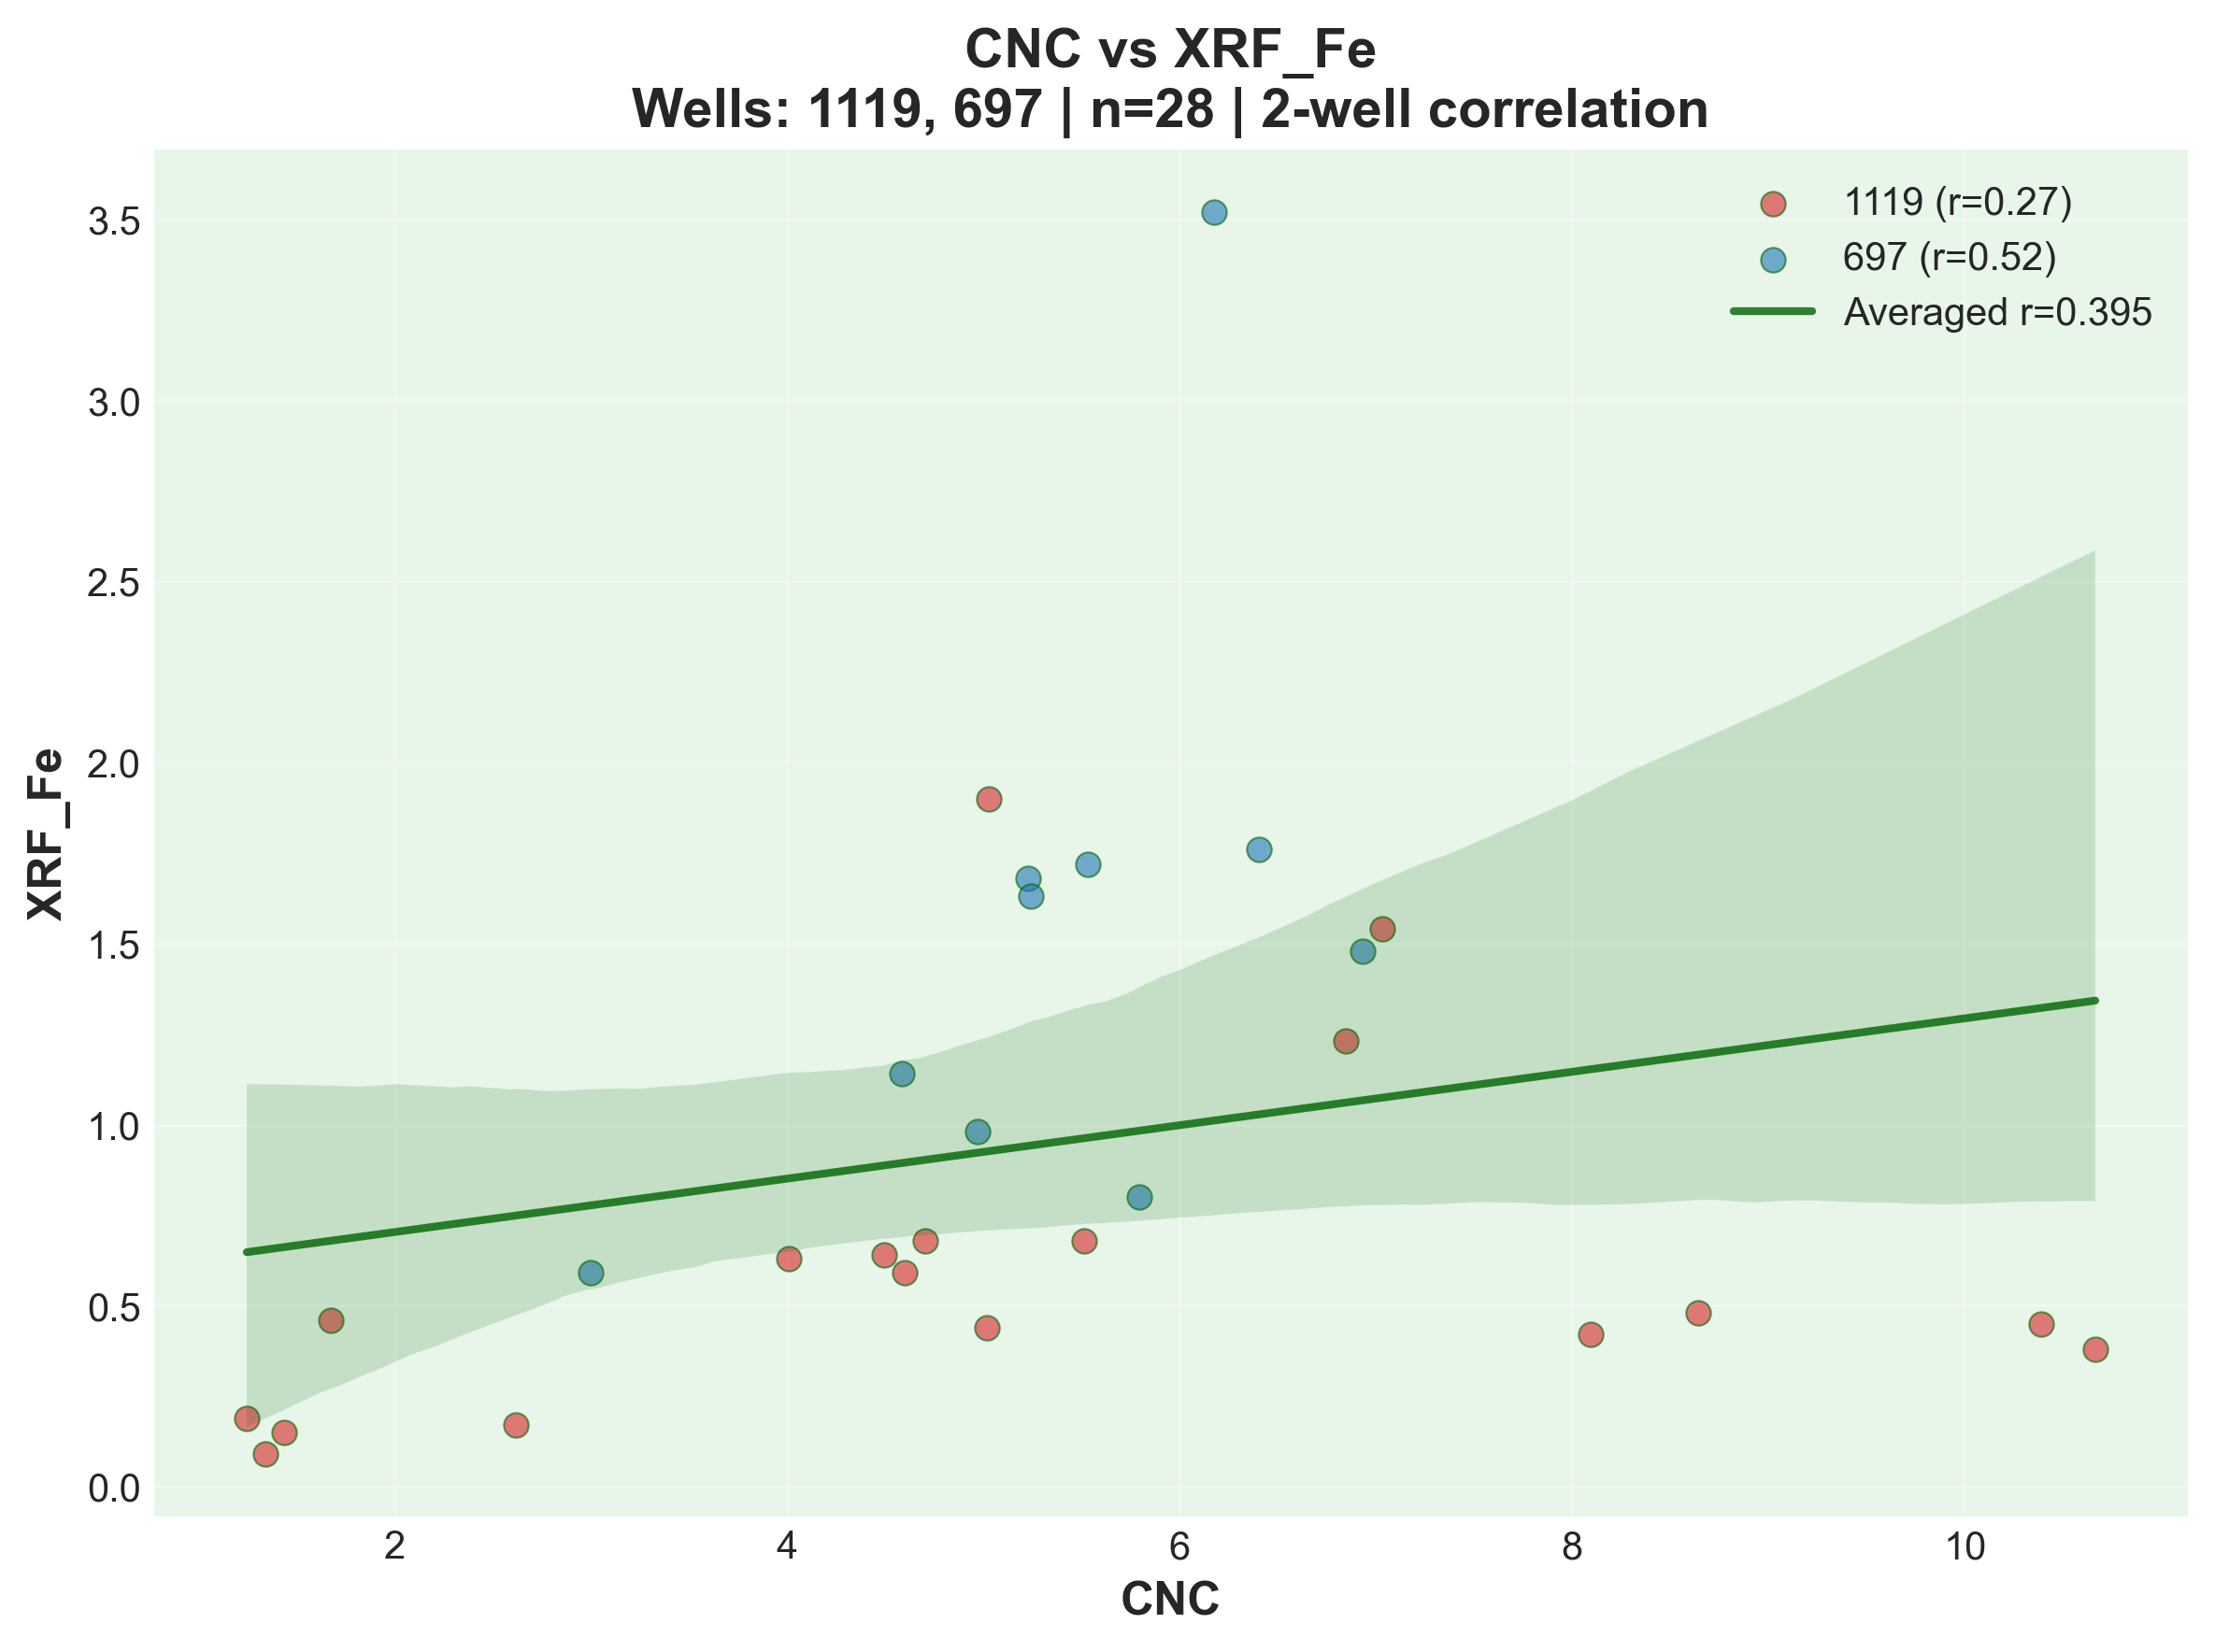 CNC vs XRF_Fe
Wells: 1119, 697 | n=28 | 2-well correlation
1119 (r=0.27)
697 (r=0.52)
Averaged r=0.395
XRF_Fe
3.5
3.0
2.5
2.0
1.5
1.0
0.5
0.0
2
4
6
8
10
CNC